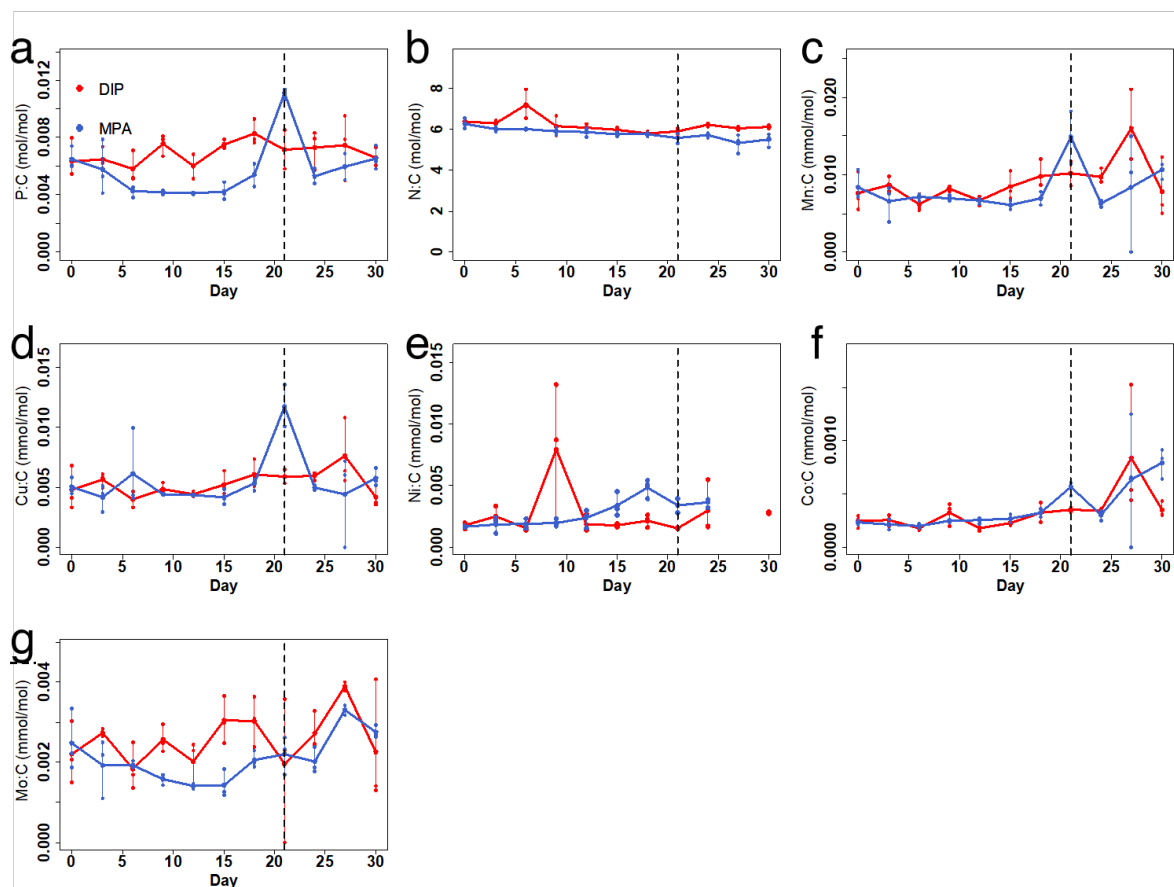 a
P:C (mol/mol)
0.012
0.008
0.004
0.000
DIP
MPA
0 5 10 15 20 25 30
Day
b
N:C (mol/mol)
8
6
4
2
0
0 5 10 15 20 25 30
Day
c
Mn:C (mmol/mol)
0.020
0.010
0.000
0 5 10 15 20 25 30
Day
d
Cu:C (mmol/mol)
0.015
0.010
0.005
0.000
0 5 10 15 20 25 30
Day
e
Ni:C (mmol/mol)
0.015
0.010
0.005
0.000
0 5 10 15 20 25 30
Day
f
Co:C (mmol/mol)
0.0010
0.0000
0 5 10 15 20 25 30
Day
g
Mo:C (mmol/mol)
0.004
0.002
0.000
0 5 10 15 20 25 30
Day